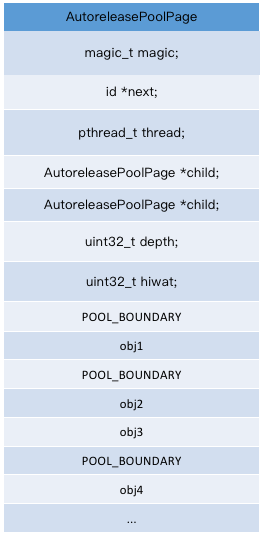 AutoreleasePoolPage
magic_t magic;
id *next;
pthread_t thread;
AutoreleasePoolPage *child;
AutoreleasePoolPage *child;
uint32_t depth;
uint32_t hiwat;
POOL_BOUNDARY
obj1
POOL_BOUNDARY
obj2
obj3
POOL_BOUNDARY
obj4
...